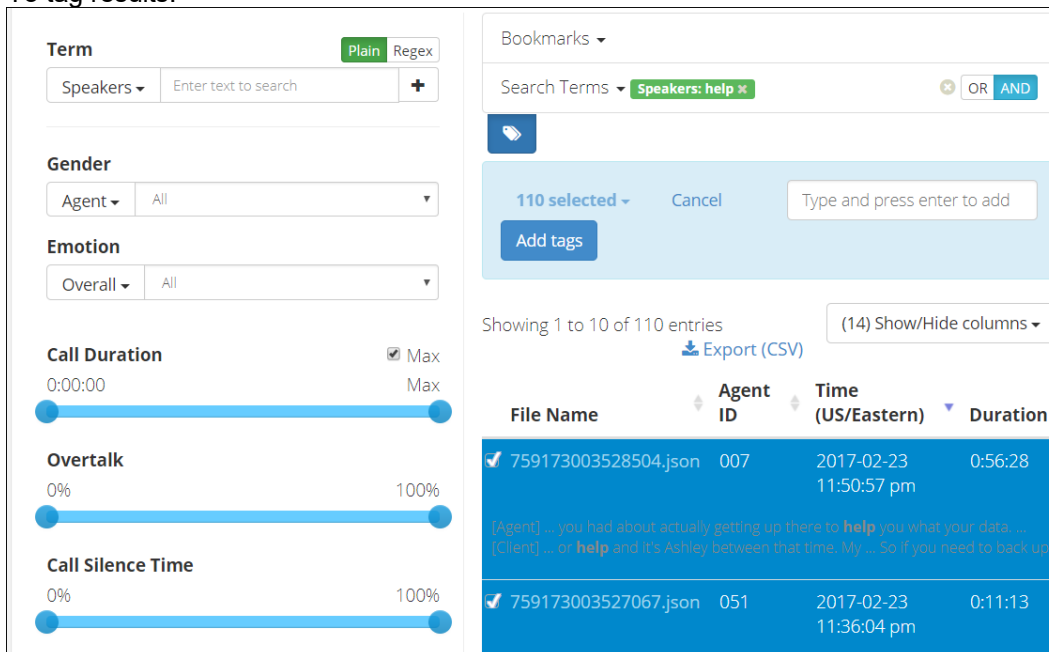 To tag results:
Term
Plain Regex
Speakers
Enter text to search
Gender
Agent
All
Emotion
Overall
All
Call Duration
Max
0:00:00
Max
Overtalk
0%
100%
Call Silence Time
0%
100%
Bookmarks
Search Terms
Speakers: help ×
OR AND
110 selected
Cancel
Type and press enter to add
Add tags
Showing 1 to 10 of 110 entries
(14) Show/Hide columns
Export (CSV)
File Name
Agent
ID
Time
(US/Eastern)
Duration
759173003528504.json 007 2017-02-23 0:56:28
11:50:57 pm
[Agent] ... you had about actually getting up there to help you what your data. ...
[Client] ... or help and it's Ashley between that time. My ... So if you need to back up
759173003527067.json 051 2017-02-23 0:11:13
11:36:04 pm